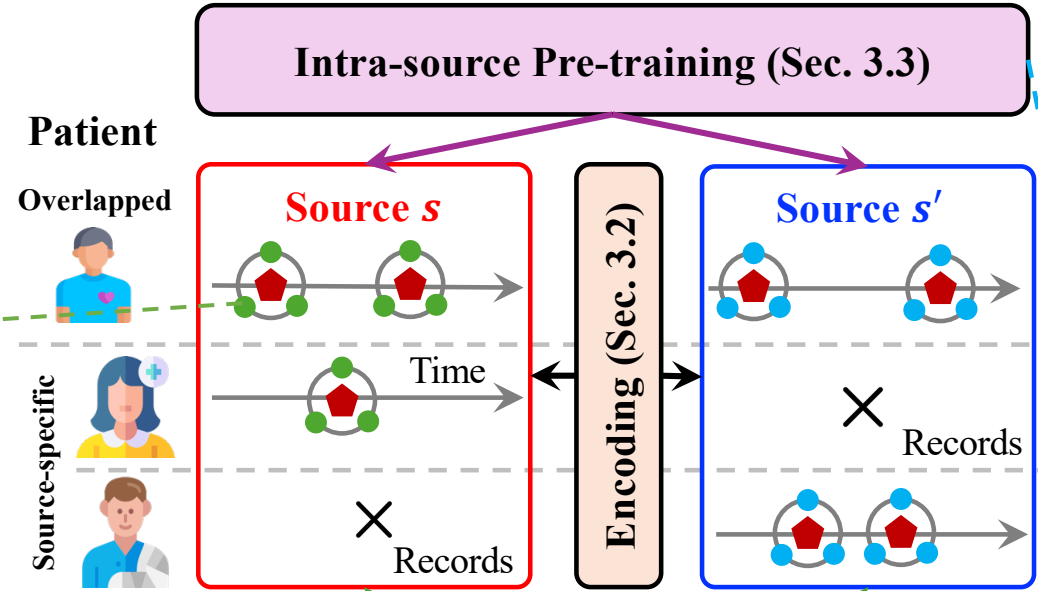 Intra-source Pre-training (Sec. 3.3)
Patient
Overlapped
Source s
Source s′
Encoding (Sec. 3.2)
Time
Source-specific
Records
Records